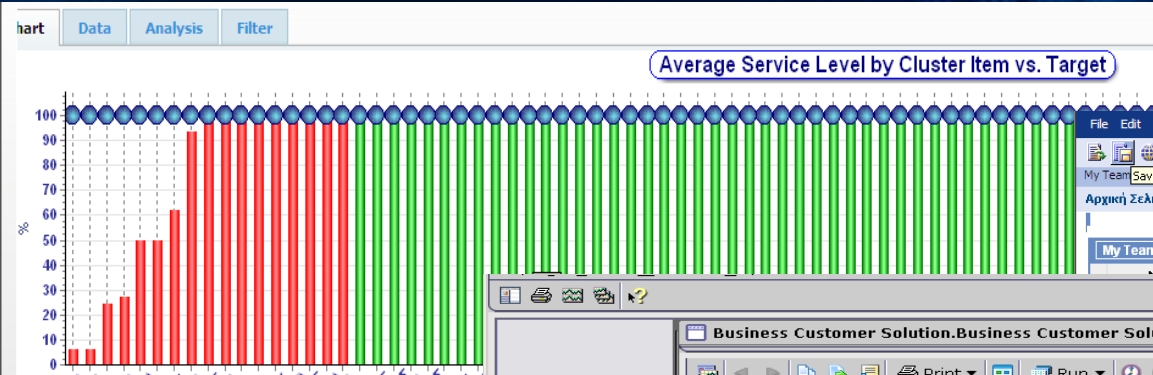 hart Data Analysis Filter
Average Service Level by Cluster Item vs. Target
100
90
80
70
60
50
40
30
20
10
0
%
File Edit
My Team Sav
Αρχική Σελ
My Team
Business Customer Solution.Business Customer Sol
Print Run